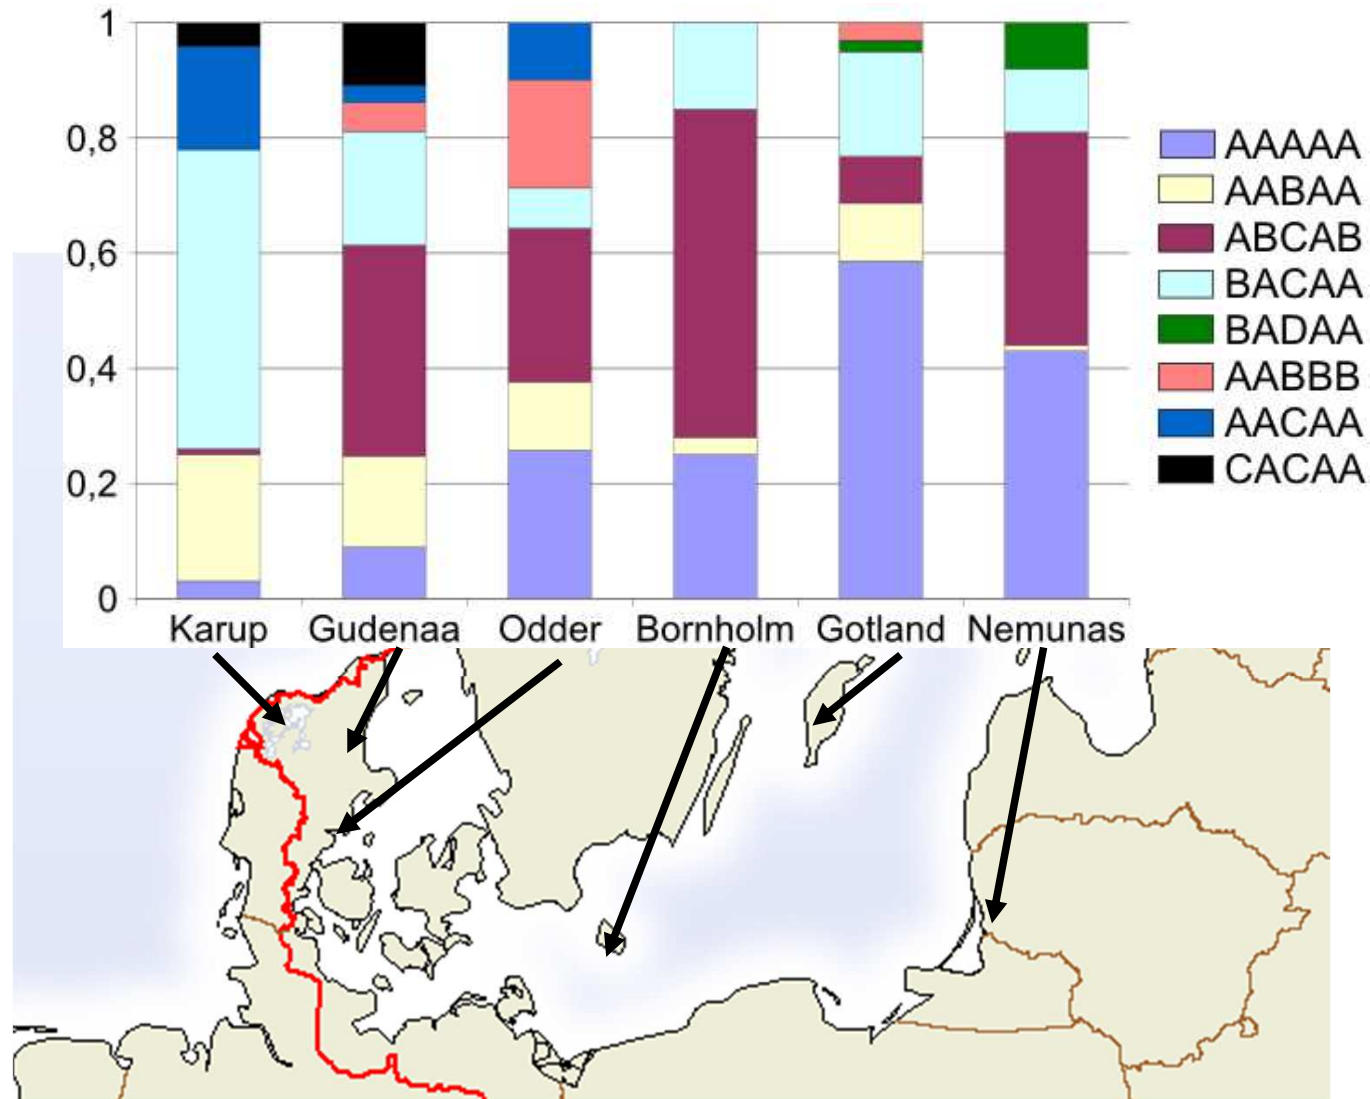 1
0,8
0,6
0,4
0,2
0
Karup Gudenaa Odder Bornholm Gotland Nemunas
AAAAA
AABAA
ABCAB
BACAA
BADAA
AABBB
AACAA
CACAA